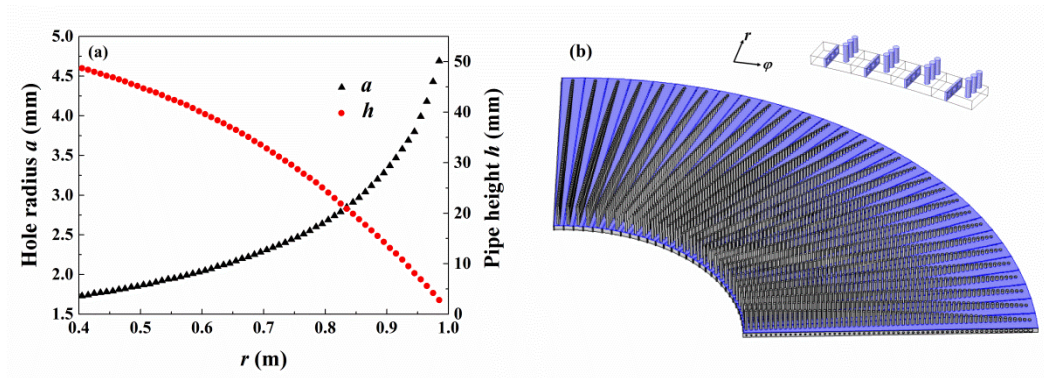 (a)
a
h
Hole radius a (mm)
5.0
4.5
4.0
3.5
3.0
2.5
2.0
1.5
0.4 0.5 0.6 0.7 0.8 0.9 1.0
r (m)
50
40
30
20
10
0
Pipe height h (mm)
(b)
r
φ